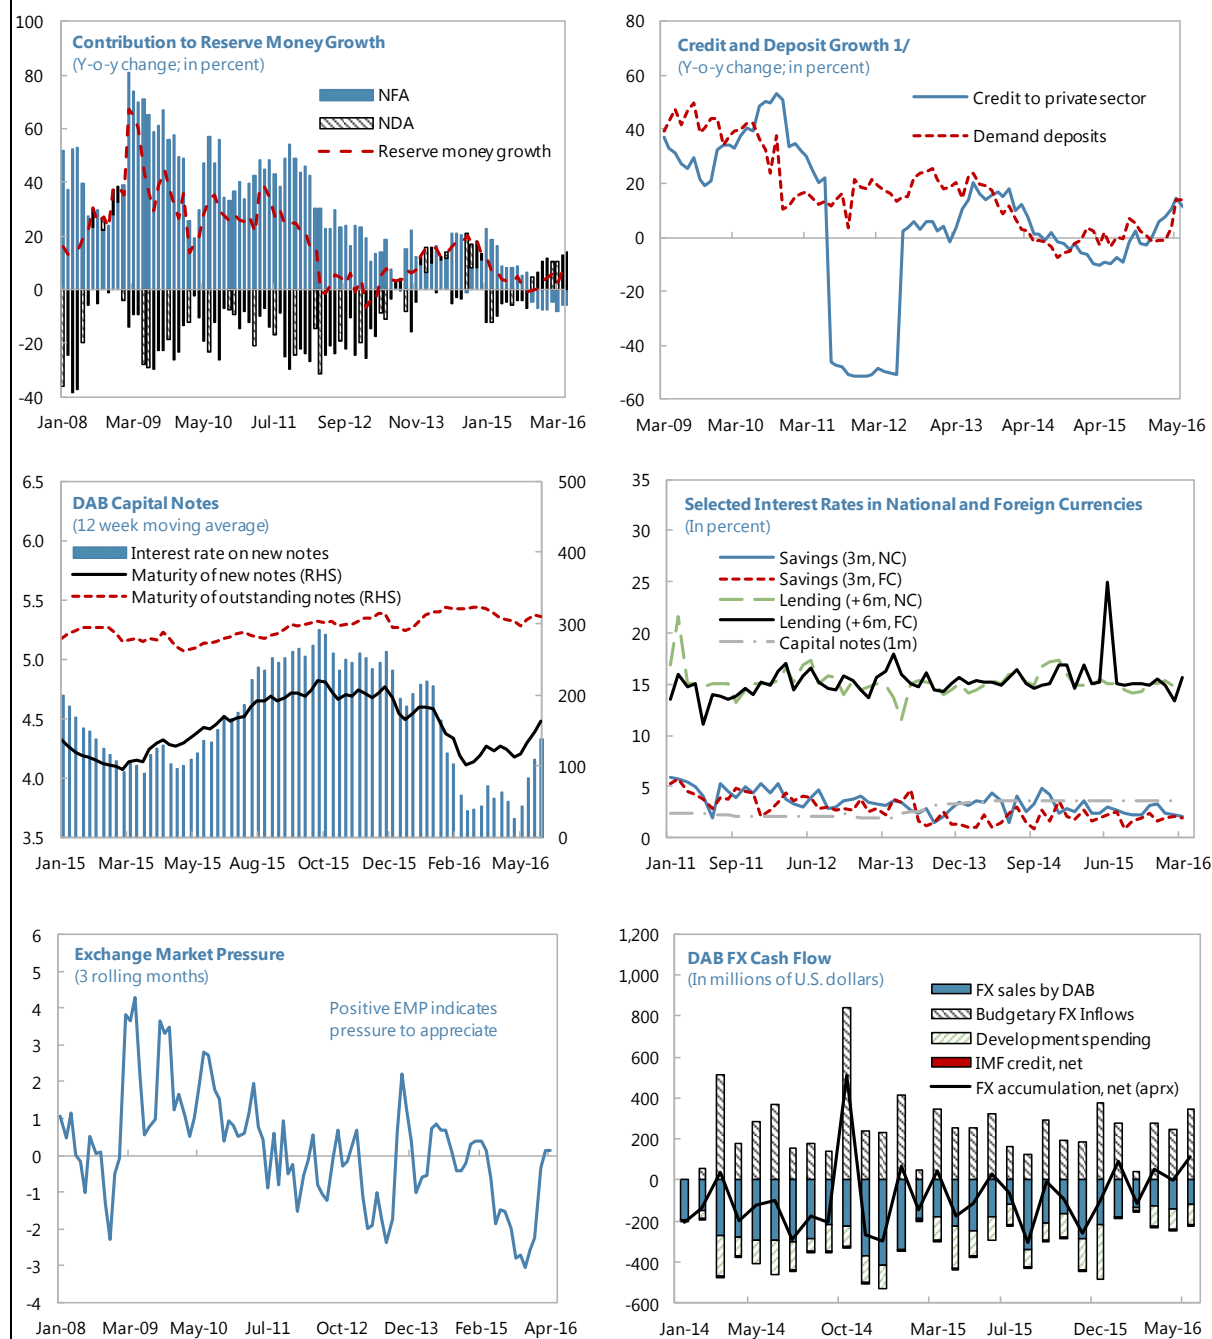 Contribution to Reserve Money Growth
(Y-o-y change; in percent)
NFA
NDA
Reserve money growth
100
80
60
40
20
0
-20
-40
Jan-08 Mar-09 May-10 Jul-11 Sep-12 Nov-13 Jan-15 Mar-16
Credit and Deposit Growth 1/
(Y-o-y change; in percent)
Credit to private sector
Demand deposits
80
60
40
20
0
-20
-40
-60
Mar-09 Mar-10 Mar-11 Mar-12 Apr-13 Apr-14 Apr-15 May-16
DAB Capital Notes
(12 week moving average)
Interest rate on new notes
Maturity of new notes (RHS)
Maturity of outstanding notes (RHS)
6.5
6.0
5.5
5.0
4.5
4.0
3.5
500
400
300
200
100
0
Jan-15 Mar-15 May-15 Aug-15 Oct-15 Dec-15 Feb-16 May-16
Selected Interest Rates in National and Foreign Currencies
(In percent)
Savings (3m, NC)
Savings (3m, FC)
Lending (+6m, NC)
Lending (+6m, FC)
Capital notes (1m)
35
30
25
20
15
10
5
0
Jan-11 Sep-11 Jun-12 Mar-13 Dec-13 Sep-14 Jun-15 Mar-16
Exchange Market Pressure
(3 rolling months)
Positive EMP indicates
pressure to appreciate
6
5
4
3
2
1
0
-1
-2
-3
-4
Jan-08 Mar-09 May-10 Jul-11 Oct-12 Dec-13 Feb-15 Apr-16
DAB FX Cash Flow
(In millions of U.S. dollars)
FX sales by DAB
Budgetary FX Inflows
Development spending
IMF credit, net
FX accumulation, net (aprx)
1,200
1,000
800
600
400
200
0
-200
-400
-600
Jan-14 May-14 Oct-14 Mar-15 Jul-15 Dec-15 May-16